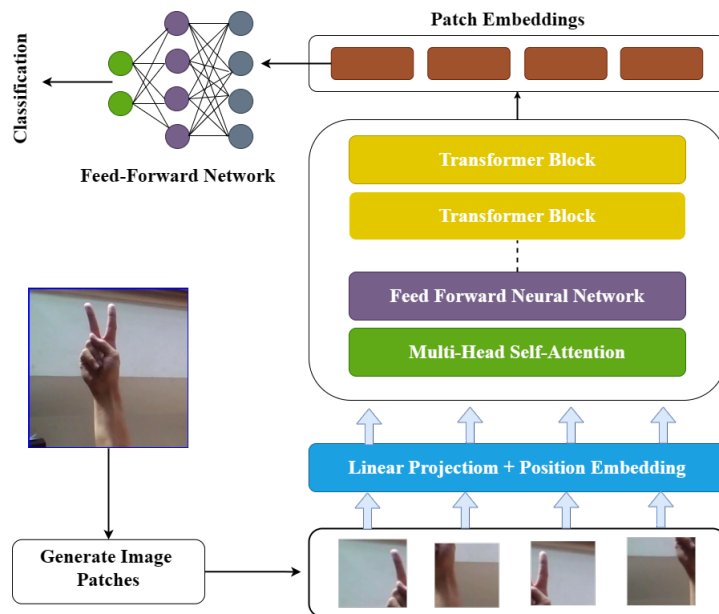 Patch Embeddings
Classification
Feed-Forward Network
Transformer Block
Transformer Block
Feed Forward Neural Network
Multi-Head Self-Attention
Linear Projectiom + Position Embedding
Generate Image
Patches